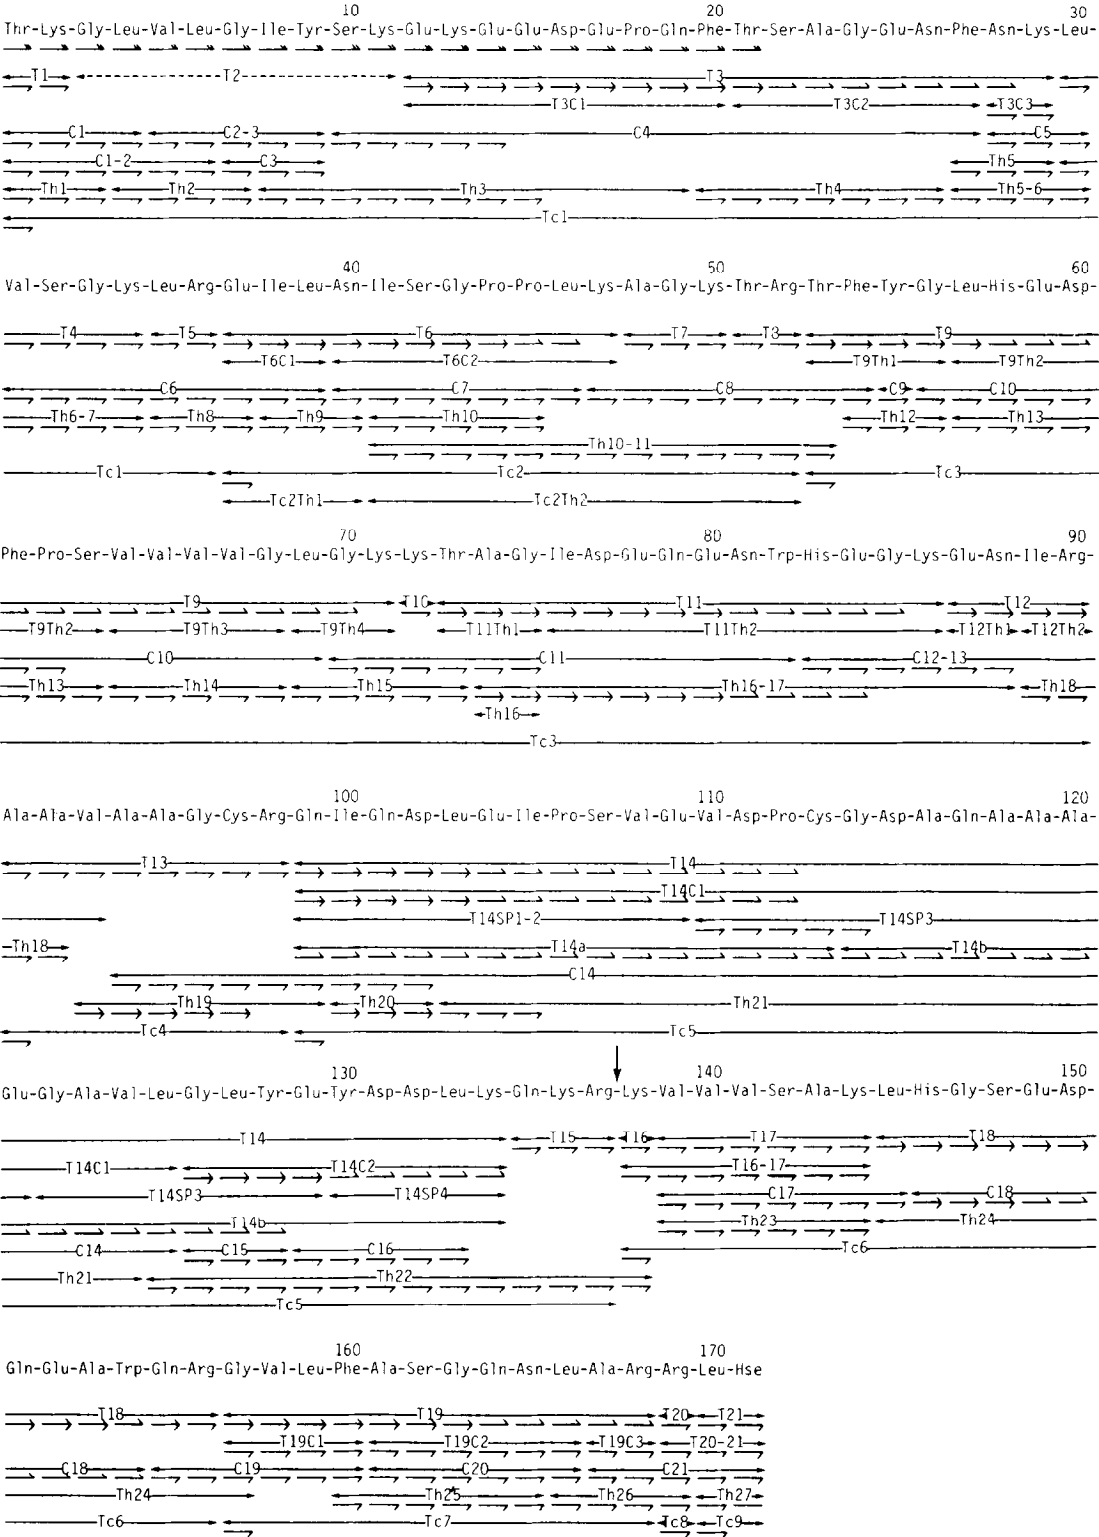 10 20 30
Thr-Lys-Gly-Leu-Val-Leu-Gly-Ile-Tyr-Ser-Lys-Glu-Lys-Glu-Glu-Asp-Glu-Pro-Gln-Phe-Thr-Ser-Ala-Gly-Glu-Asn-Phe-Asn-Lys-Leu-
T1 T2 T3
T3C1 T3C2 T3C3
C1 C2-3 C4 C5
C1-2 C3 Th5
Th1 Th2 Th3 Th4 Th5-6
Tc1
40 50 60
Val-Ser-Gly-Lys-Leu-Arg-Glu-Ile-Leu-Asn-Ile-Ser-Gly-Pro-Pro-Leu-Lys-Ala-Gly-Lys-Thr-Arg-Thr-Phe-Tyr-Gly-Leu-His-Glu-Asp-
T4 T5 T6 T7 T8 T9
T6C1 T6C2 T9Th1 T9Th2
C6 C7 C8 C9 C10
Th6-7 Th8 Th9 Th10 Th12 Th13
Th10-11
Tc1 Tc2 Tc3
Tc2Th1 Tc2Th2
70 80 90
Phe-Pro-Ser-Val-Val-Val-Val-Gly-Leu-Gly-Lys-Lys-Thr-Ala-Gly-Ile-Asp-Glu-Gln-Glu-Asn-Trp-His-Glu-Gly-Lys-Glu-Asn-Ile-Arg-
T9 T10 T11 T12
T9Th2 T9Th3 T9Th4 T11Th1 T11Th2 T12Th1 T12Th2
C10 C11 C12-13
Th13 Th14 Th15 Th16-17 Th18
Th16
Tc3
100 110 120
Ala-Ala-Val-Ala-Ala-Gly-Cys-Arg-Gln-Ile-Gln-Asp-Leu-Glu-Ile-Pro-Ser-Val-Glu-Val-Asp-Pro-Cys-Gly-Asp-Ala-Gln-Ala-Ala-Ala-
T13 T14
T14C1
T14SP1-2 T14SP3
Th18 T14a T14b
C14
Th19 Th20 Th21
Tc4 Tc5
130 140 150
Glu-Gly-Ala-Val-Leu-Gly-Leu-Tyr-Glu-Tyr-Asp-Asp-Leu-Lys-Gln-Lys-Arg-Lys-Val-Val-Val-Ser-Ala-Lys-Leu-His-Gly-Ser-Glu-Asp-
T14 T15 T16 T17 T18
T14C1 T14C2 T16-17
T14SP3 T14SP4 C17 C18
T14b Th23 Th24
C14 C15 C16 Tc6
Th21 Th22
Tc5
160 170
Gln-Glu-Ala-Trp-Gln-Arg-Gly-Val-Leu-Phe-Ala-Ser-Gly-Gln-Asn-Leu-Ala-Arg-Arg-Leu-Hse
T18 T19 T20 T21
T19C1 T19C2 T19C3 T20-21
C18 C19 C20 C21
Th24 Th25 Th26 Th27
Tc6 Tc7 Tc8 Tc9